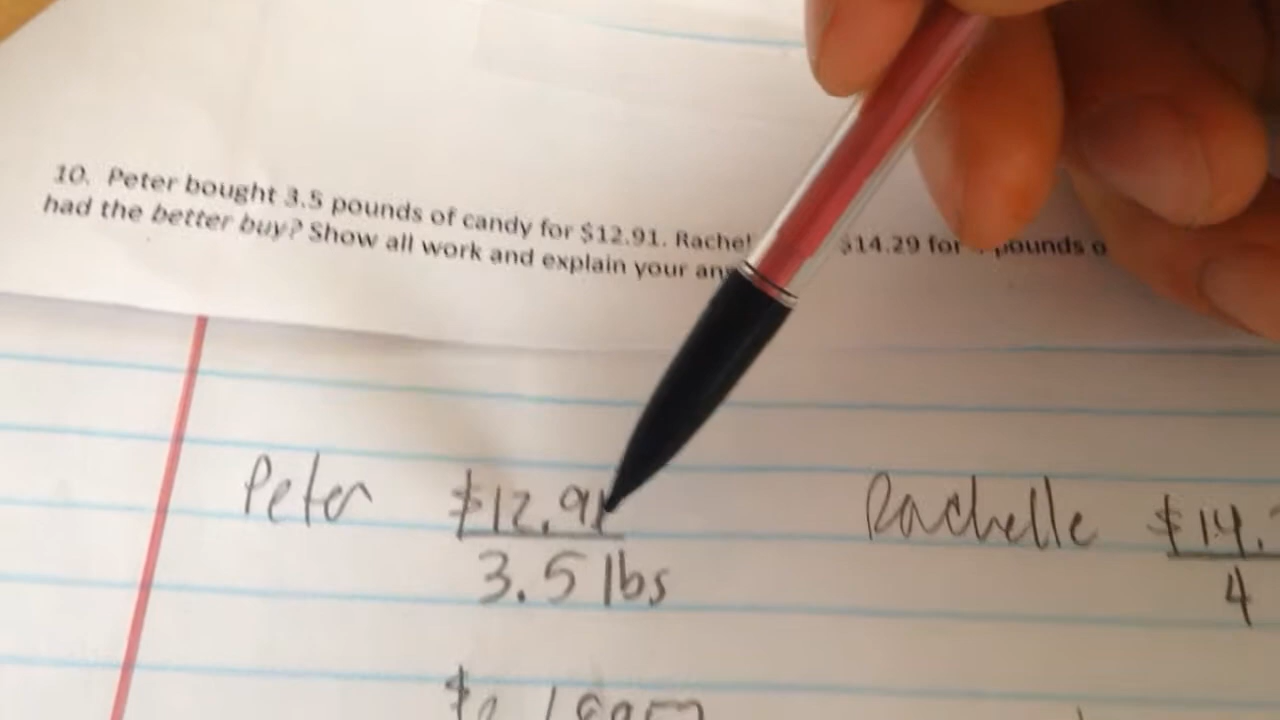 10. Peter bought 3.5 pounds of candy for $12.91. Rachel $14.29 for pounds
had the better buy? Show all work and explain your
Peter $12.91 Rachelle $14.
3.5 lbs 4